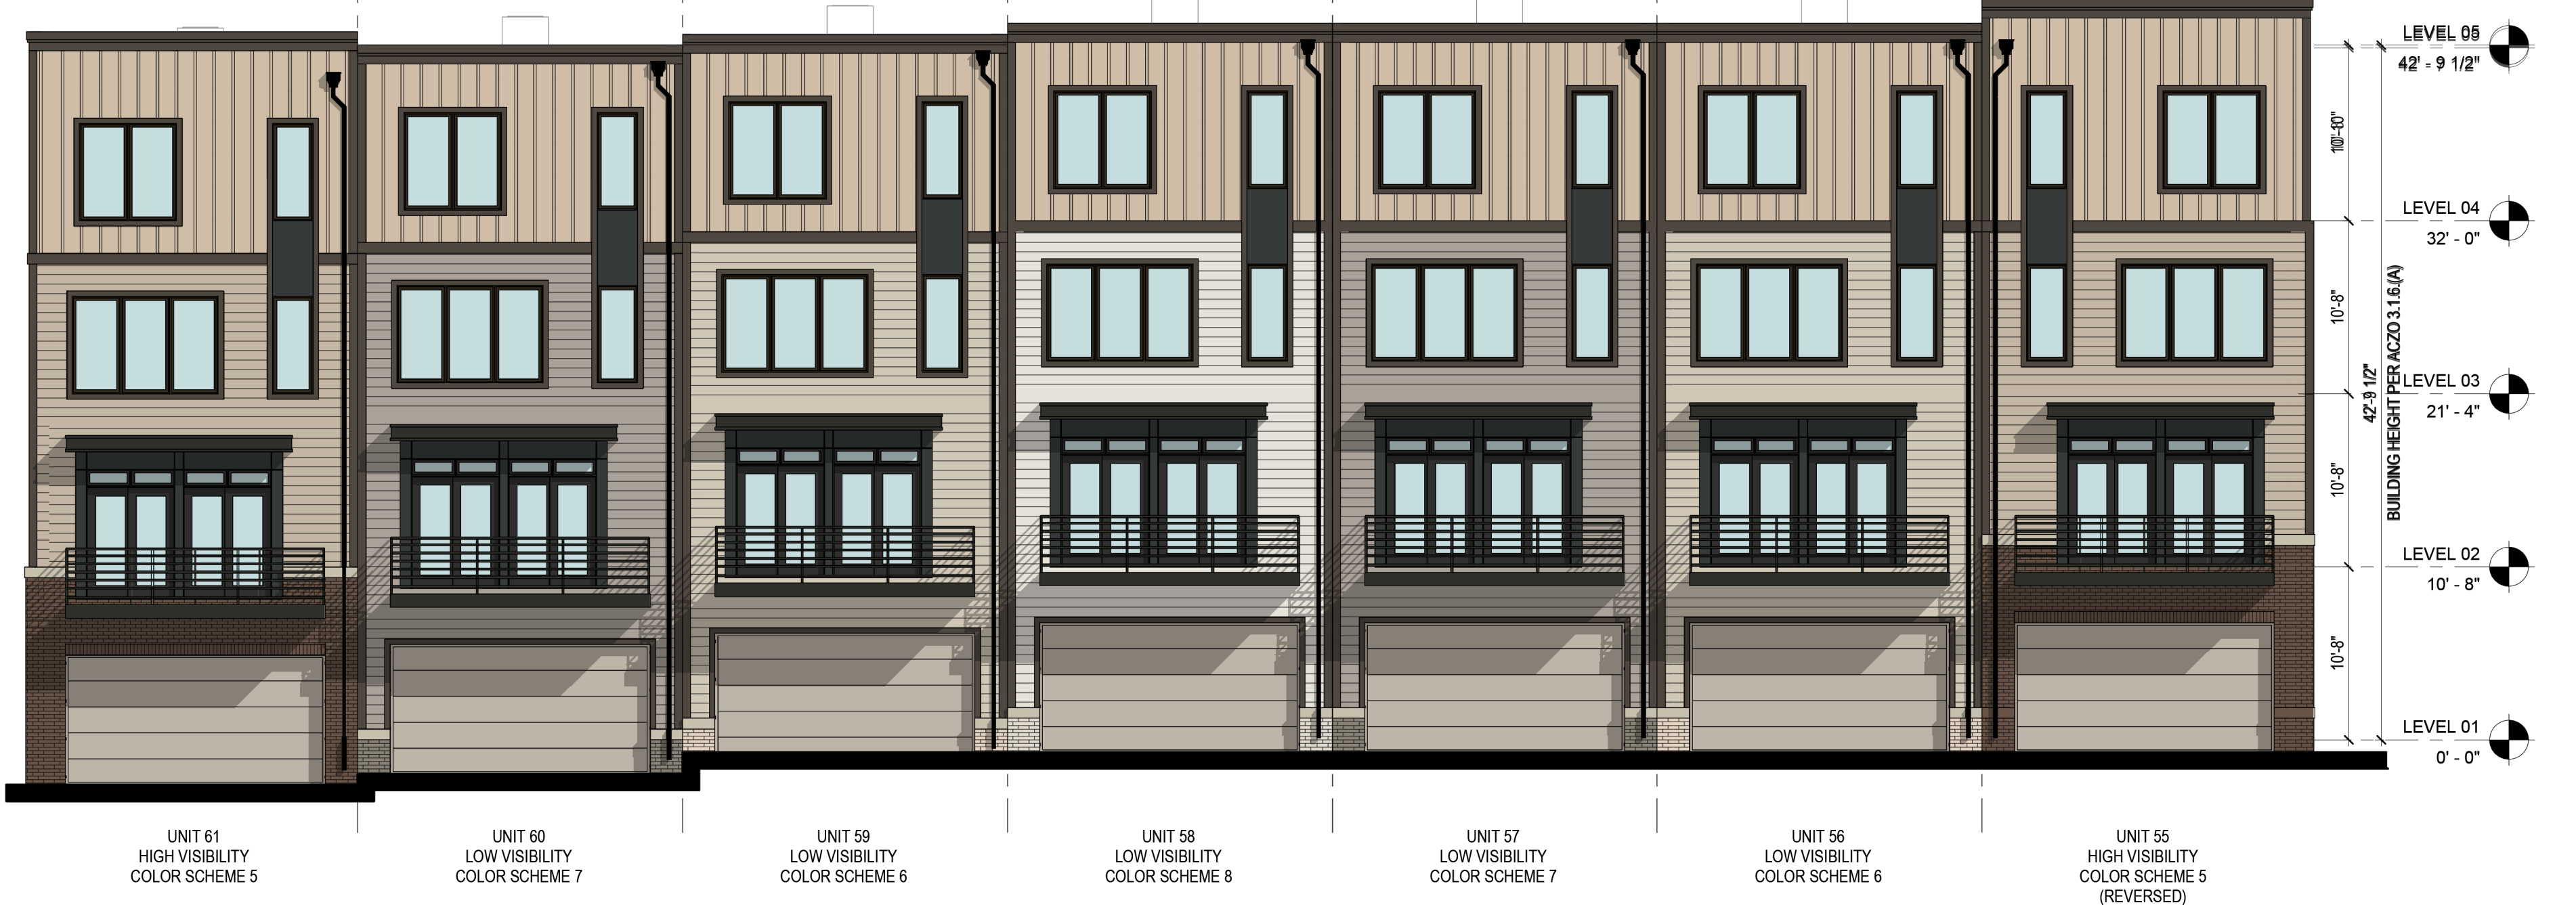 LEVEL 05
42' - 9 1/2"
LEVEL 04
32' - 0"
10'-8"
LEVEL 03
21' - 4"
42'-9 1/2"
BUILDING HEIGHT PER ACZO 3.1.6.(A)
10'-8"
LEVEL 02
10' - 8"
10'-8"
LEVEL 01
0' - 0"
UNIT 61
HIGH VISIBILITY
COLOR SCHEME 5
UNIT 60
LOW VISIBILITY
COLOR SCHEME 7
UNIT 59
LOW VISIBILITY
COLOR SCHEME 6
UNIT 58
LOW VISIBILITY
COLOR SCHEME 8
UNIT 57
LOW VISIBILITY
COLOR SCHEME 7
UNIT 56
LOW VISIBILITY
COLOR SCHEME 6
UNIT 55
HIGH VISIBILITY
COLOR SCHEME 5
(REVERSED)